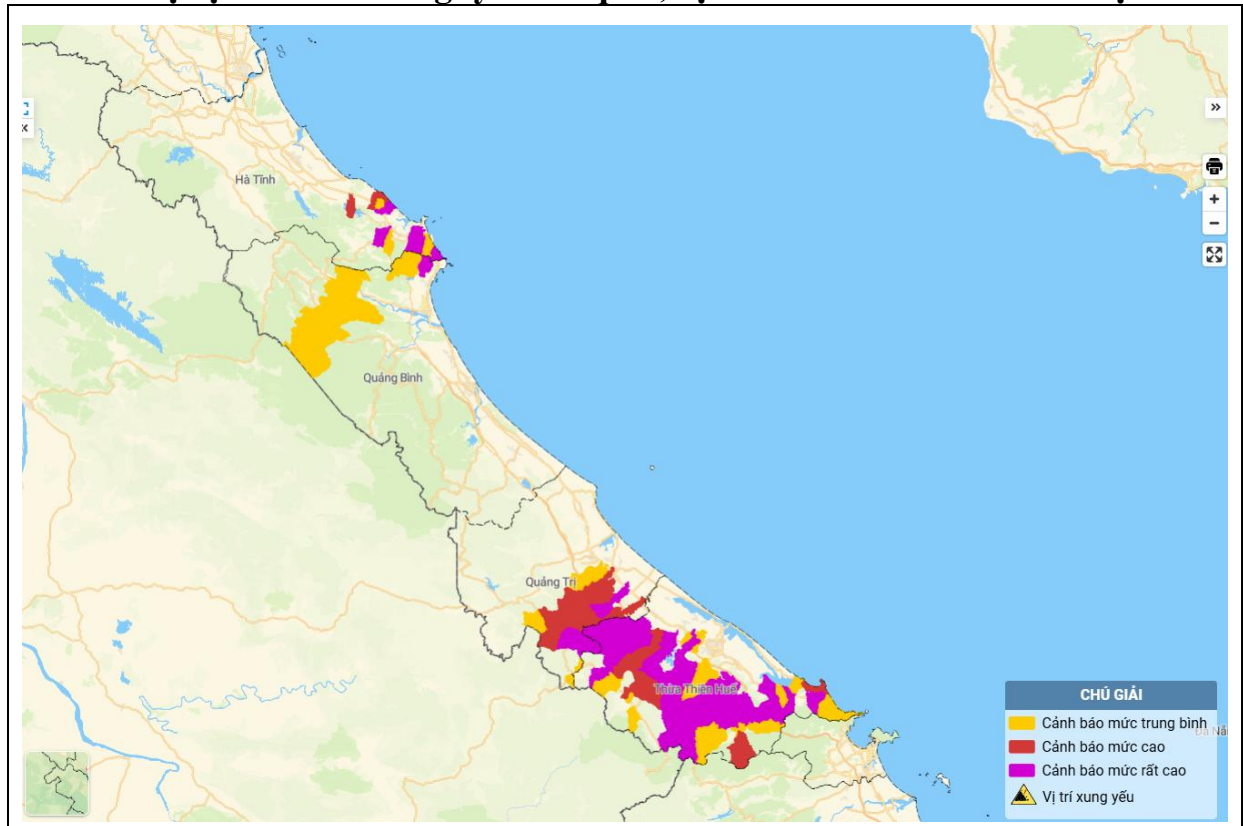 Hà Tĩnh
Quảng Bình
Quảng Trị
Thừa Thiên Huế
CHÚ GIẢI
Cảnh báo mức trung bình
Cảnh báo mức cao
Cảnh báo mức rất cao
Vị trí xung yếu